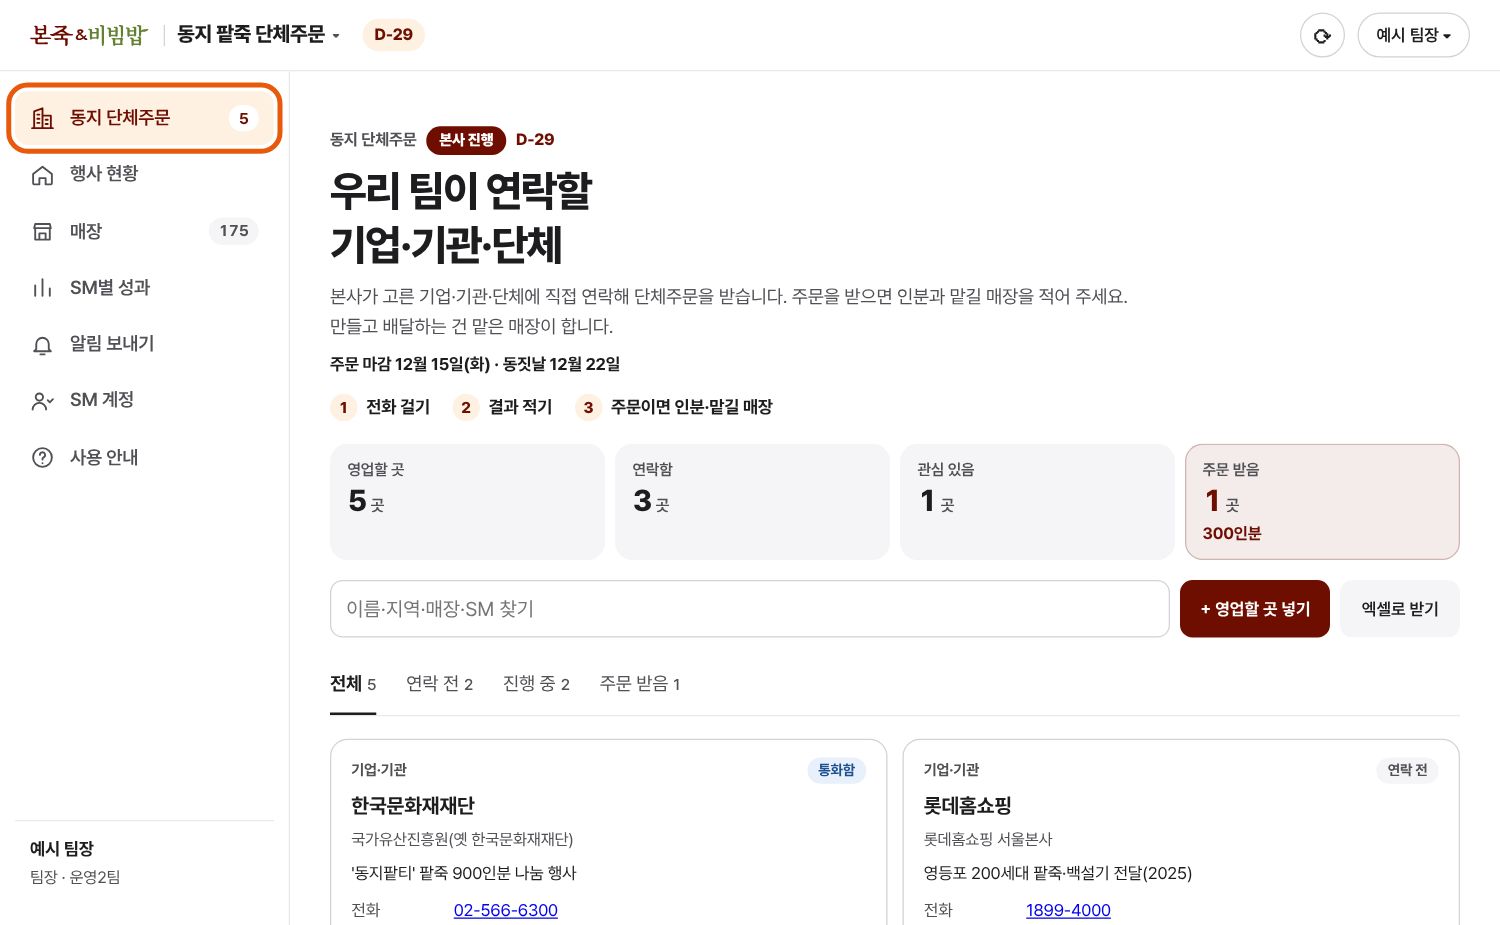 본죽&비빔밥
동지 팥죽 단체주문
D-29
예시 팀장
동지 단체주문 5
행사 현황
매장 175
SM별 성과
알림 보내기
SM 계정
사용 안내
예시 팀장
팀장 · 운영2팀
동지 단체주문 본사 진행 D-29
우리 팀이 연락할
기업·기관·단체
본사가 고른 기업·기관·단체에 직접 연락해 단체주문을 받습니다. 주문을 받으면 인분과 맡길 매장을 적어 주세요.
만들고 배달하는 건 맡은 매장이 합니다.
주문 마감 12월 15일(화) · 동짓날 12월 22일
1 전화 걸기 2 결과 적기 3 주문이면 인분·맡길 매장
영업할 곳
5 곳
연락함
3 곳
관심 있음
1 곳
주문 받음
1 곳
300인분
이름·지역·매장·SM 찾기
+ 영업할 곳 넣기
엑셀로 받기
전체 5 연락 전 2 진행 중 2 주문 받음 1
기업·기관 통화함
한국문화재재단
국가유산진흥원(옛 한국문화재재단)
'동지팥티' 팥죽 900인분 나눔 행사
전화 02-566-6300
기업·기관 연락 전
롯데홈쇼핑
롯데홈쇼핑 서울본사
영등포 200세대 팥죽·백설기 전달(2025)
전화 1899-4000